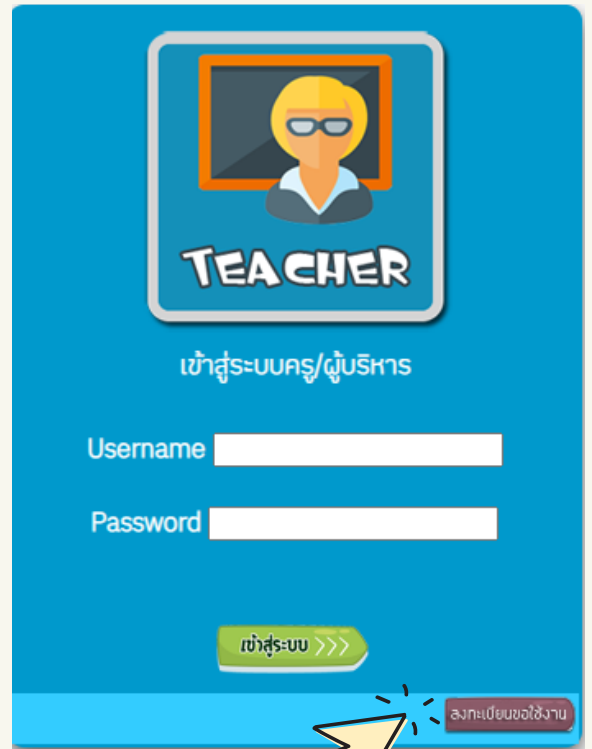 TEACHER
เข้าสู่ระบบครู/ผู้บริหาร
Username
Password
เข้าสู่ระบบ >>>
ลงทะเบียนขอใช้งาน